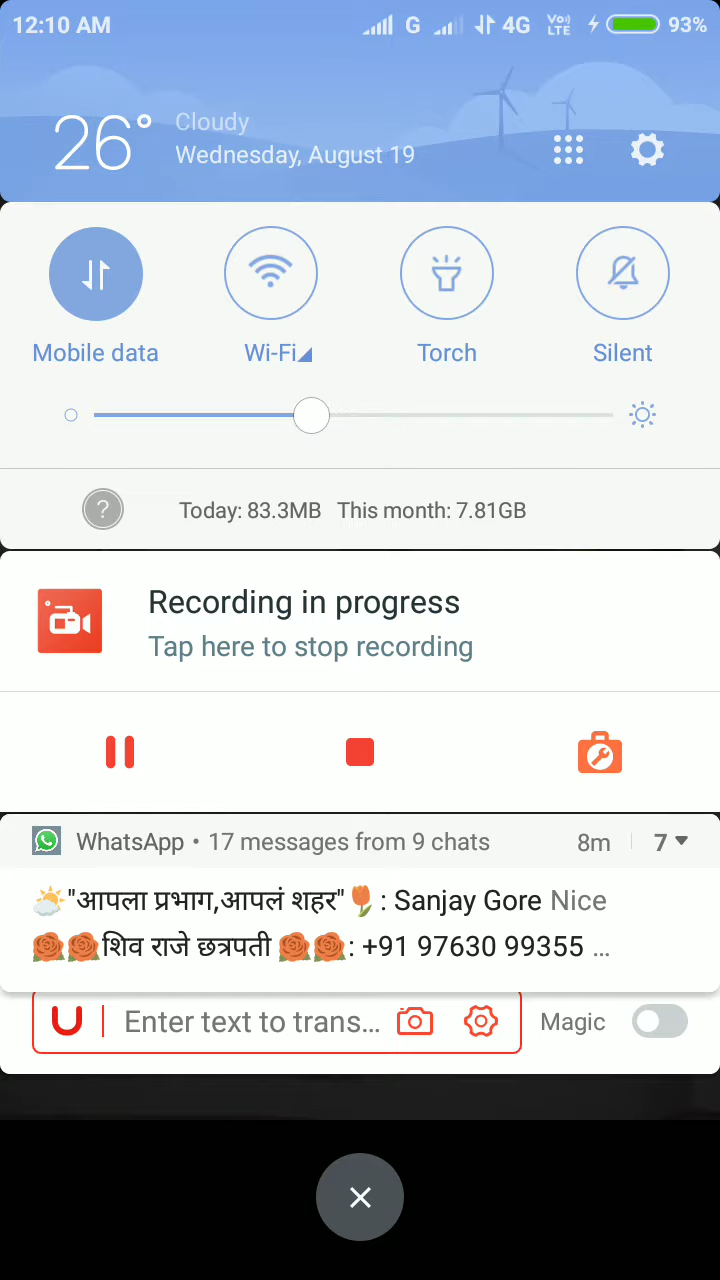 12:10 AM G 4G Vo)) LTE 93%
26° Cloudy
Wednesday, August 19
Mobile data Wi-Fi Torch Silent
? Today: 83.3MB This month: 7.81GB
Recording in progress
Tap here to stop recording
WhatsApp • 17 messages from 9 chats 8m 7
⛅"आपला प्रभाग,आपलं शहर"🌷: Sanjay Gore Nice
🌹🌹शिव राजे छत्रपती 🌹🌹: +91 97630 99355 ...
U Enter text to trans... Magic